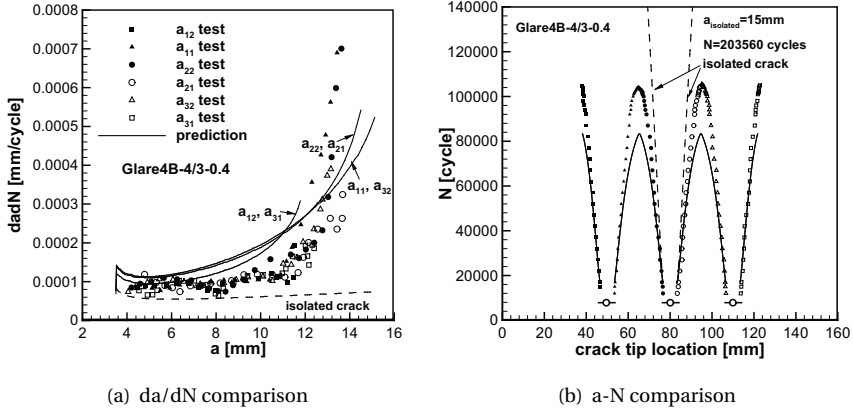 0.0008
0.0007
0.0006
0.0005
0.0004
0.0003
0.0002
0.0001
0
dadN [mm/cycle]
a12 test
a11 test
a22 test
a21 test
a32 test
a31 test
prediction
Glare4B-4/3-0.4
a22, a21
a11, a32
a12, a31
isolated crack
2 4 6 8 10 12 14 16
a [mm]
(a) da/dN comparison
140000
120000
100000
80000
60000
40000
20000
0
N [cycle]
Glare4B-4/3-0.4
aisolated=15mm
N=203560 cycles
isolated crack
0 20 40 60 80 100 120 140 160
crack tip location [mm]
(b) a-N comparison